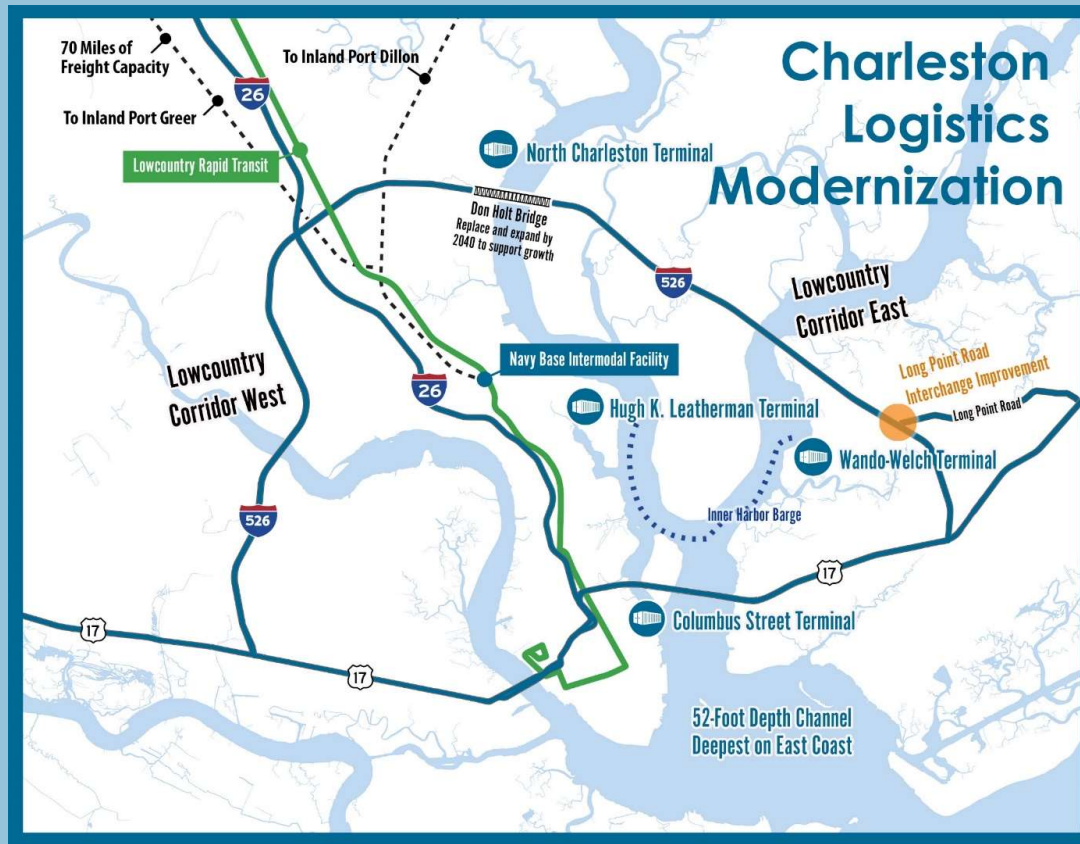 Charleston
Logistics
Modernization
70 Miles of
Freight Capacity
To Inland Port Dillon
26
To Inland Port Greer
Lowcountry Rapid Transit
North Charleston Terminal
Don Holt Bridge
Replace and expand by
2040 to support growth
526
Lowcountry
Corridor East
Lowcountry
Corridor West
Navy Base Intermodal Facility
26
Long Point Road
Interchange Improvement
Long Point Road
Hugh K. Leatherman Terminal
Wando-Welch Terminal
526
Inner Harbor Barge
17
Columbus Street Terminal
17
17
52-Foot Depth Channel
Deepest on East Coast